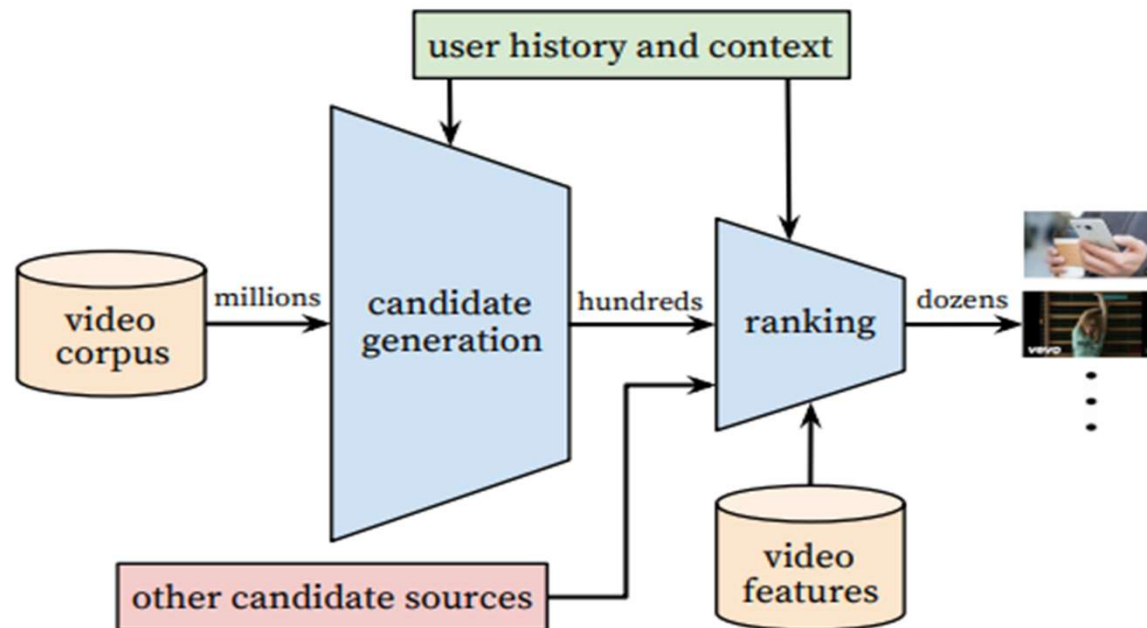 user history and context
millions
candidate
generation
hundreds
ranking
dozens
video
corpus
vevo
other candidate sources
video
features